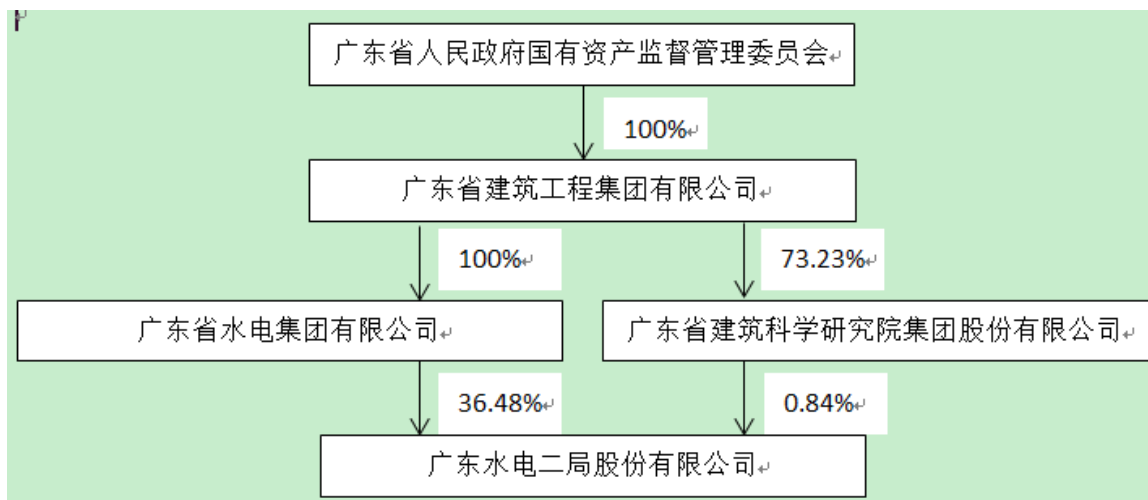 广东省人民政府国有资产监督管理委员会
100%
广东省建筑工程集团有限公司
100%
73.23%
广东省水电集团有限公司
广东省建筑科学研究院集团股份有限公司
36.48%
0.84%
广东水电二局股份有限公司